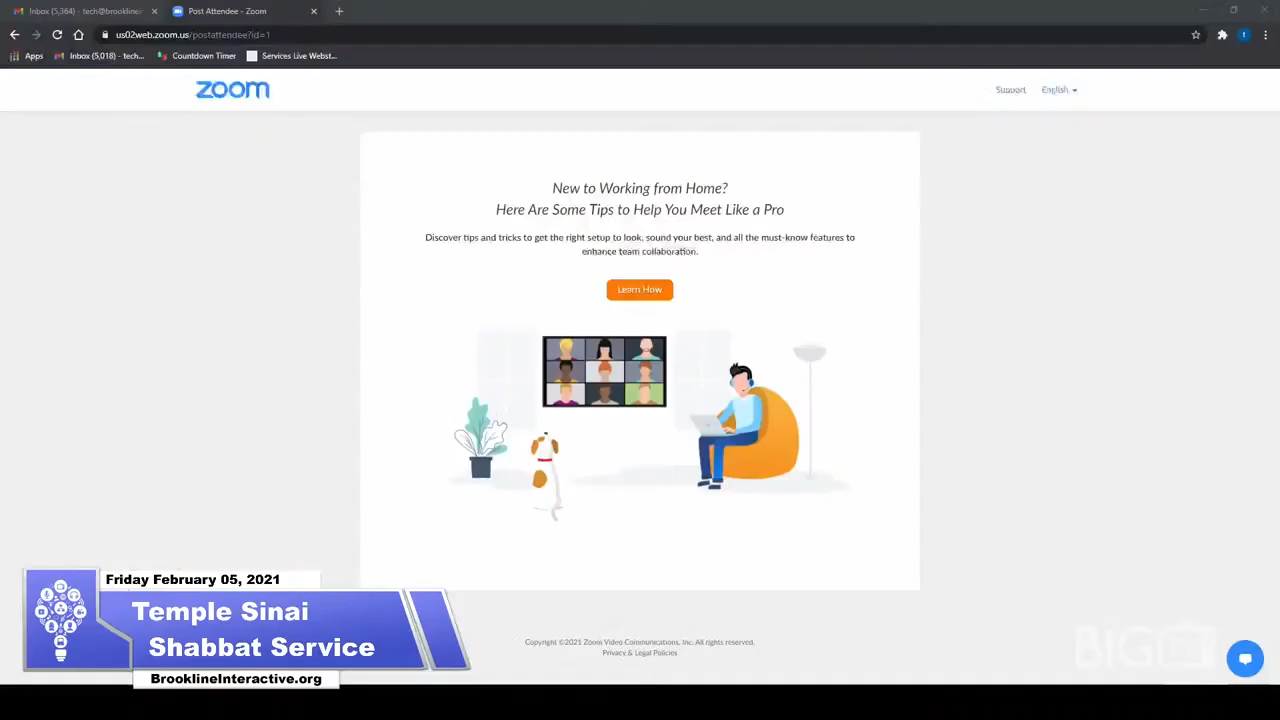 Inbox (5,364) - tech@brookline
Post Attendee - Zoom
us02web.zoom.us/postattendee?id=1
Apps
Inbox (5,018) - tech...
Countdown Timer
Services Live Webst...
zoom
Support
English
New to Working from Home?
Here Are Some Tips to Help You Meet Like a Pro
Discover tips and tricks to get the right setup to look, sound your best, and all the must-know features to
enhance team collaboration.
Learn How
Friday February 05, 2021
Temple Sinai
Shabbat Service
BrooklineInteractive.org
Copyright ©2021 Zoom Video Communications, Inc. All rights reserved.
Privacy & Legal Policies
BIG